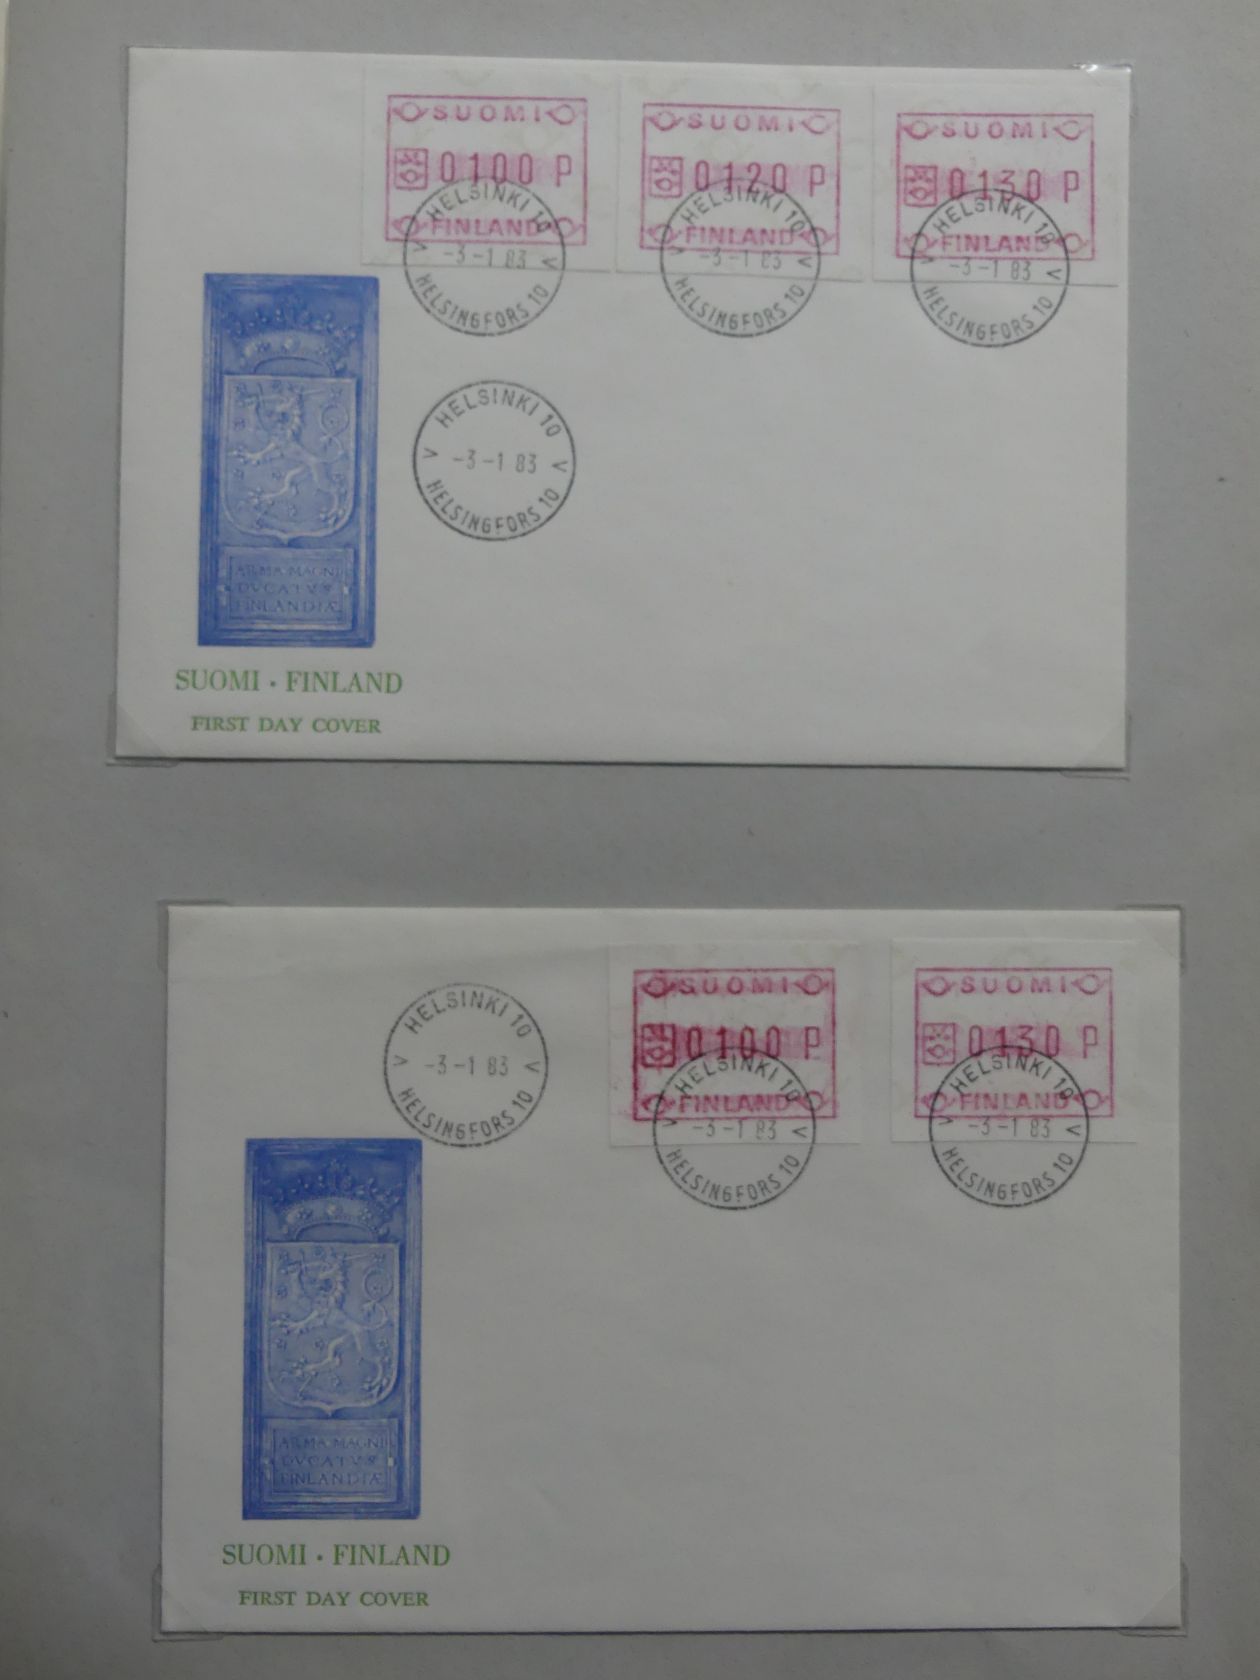 SUOMI
0100 P
FINLAND
SUOMI
0120 P
FINLAND
SUOMI
0130 P
FINLAND
HELSINKI 10
-3-1 83
HELSINGFORS 10
HELSINKI 10
-3-1 83
HELSINGFORS 10
HELSINKI 10
-3-1 83
HELSINGFORS 10
HELSINKI 10
V -3-1 83 V
HELSINGFORS 10
ARMA MAGNI
DVCATVS
FINLANDIÆ
SUOMI · FINLAND
FIRST DAY COVER
HELSINKI 10
V -3-1 83 V
HELSINGFORS 10
SUOMI
0100 P
FINLAND
SUOMI
0130 P
FINLAND
HELSINKI 10
V -3-1 83 V
HELSINGFORS 10
HELSINKI 10
V -3-1 83 V
HELSINGFORS 10
ARMA MAGNI
DVCATVS
FINLANDIÆ
SUOMI · FINLAND
FIRST DAY COVER